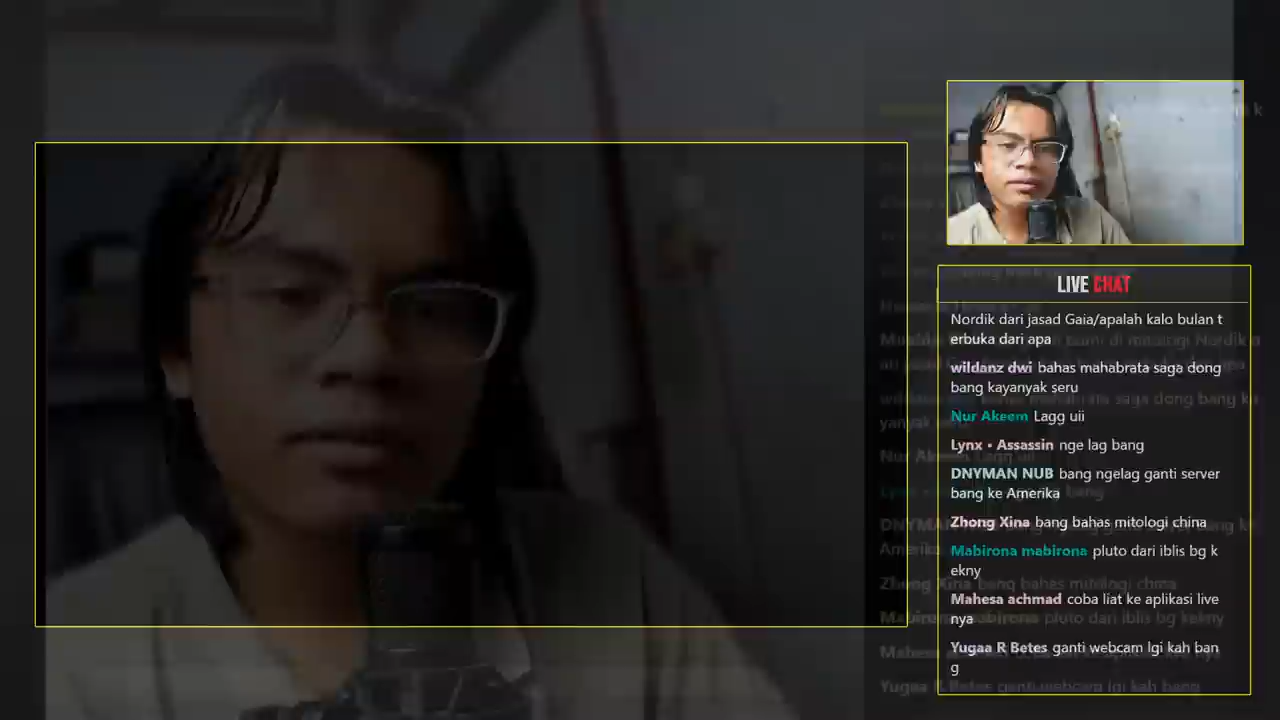 LIVE CHAT
Nordik dari jasad Gaia/apalah kalo bulan t
erbuka dari apa
wildanz dwi bahas mahabrata saga dong
bang kayanyak seru
Nur Akeem Lagg uii
Lynx • Assassin nge lag bang
DNYMAN NUB bang ngelag ganti server
bang ke Amerika
Zhong Xina bang bahas mitologi china
Mabirona mabirona pluto dari iblis bg k
ekny
Mahesa achmad coba liat ke aplikasi live
nya
Yugaa R Betes ganti webcam lgi kah ban
g